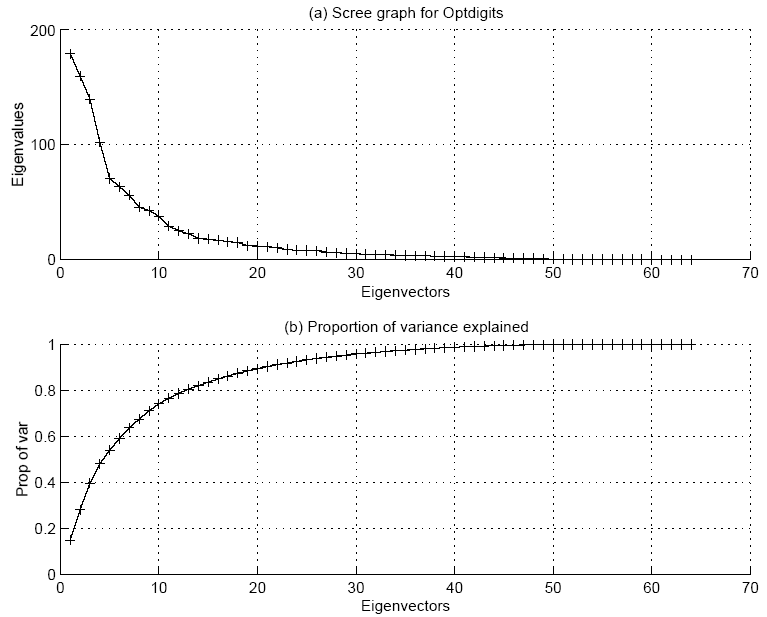 (a) Scree graph for Optdigits
200
100
0
Eigenvalues
0 10 20 30 40 50 60 70
Eigenvectors
(b) Proportion of variance explained
1
0.8
0.6
0.4
0.2
0
Prop of var
0 10 20 30 40 50 60 70
Eigenvectors